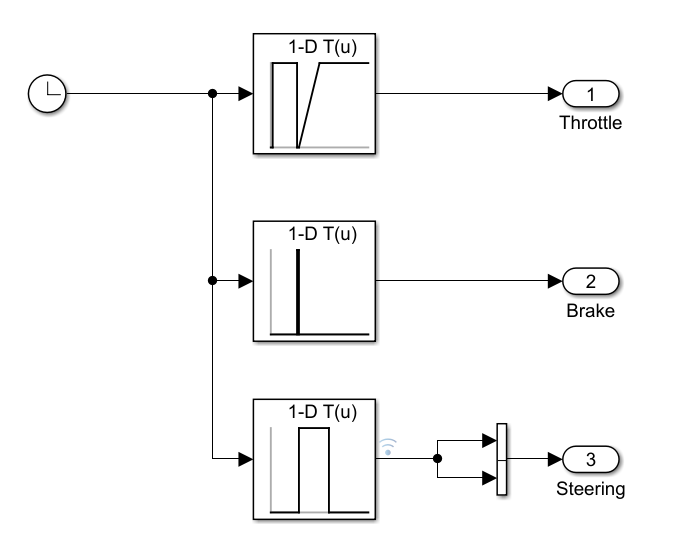 1-D T(u)
1
Throttle
1-D T(u)
2
Brake
1-D T(u)
3
Steering